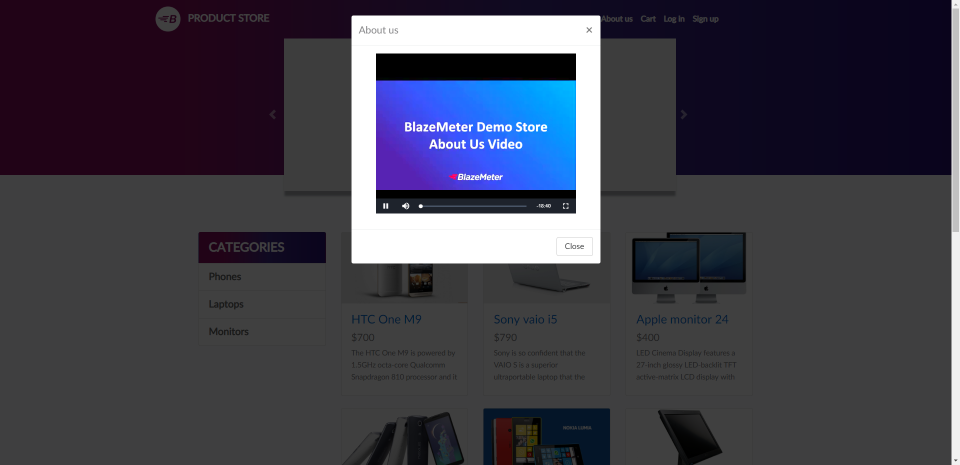 PRODUCT STORE
About us
Cart
Log in
Sign up
About us
×
BlazeMeter Demo Store
About Us Video
BlazeMeter
-18:40
Close
CATEGORIES
Phones
Laptops
Monitors
HTC One M9
$700
The HTC One M9 is powered by
1.5GHz octa-core Qualcomm
Snapdragon 810 processor and it
Sony vaio i5
$790
Sony is so confident that the
VAIO S is a superior
ultraportable laptop that the
Apple monitor 24
$400
LED Cinema Display features a
27-inch glossy LED-backlit TFT
active-matrix LCD display with
NOKIA LUMIA